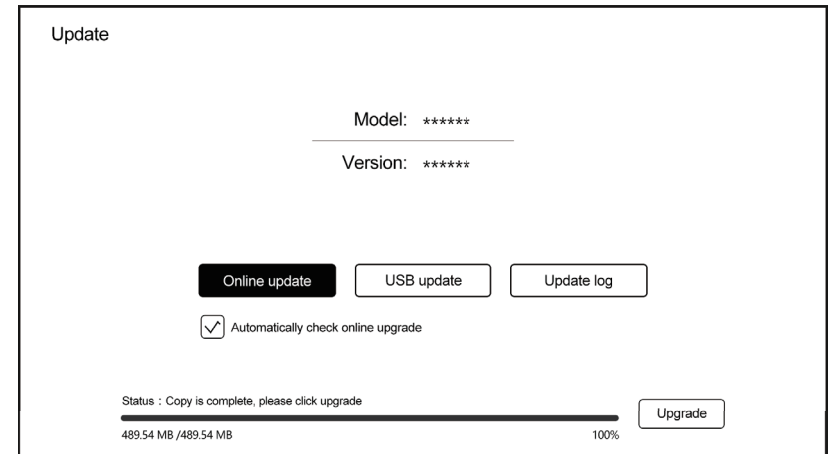 Update
Model: ******
Version: ******
Online update
USB update
Update log
Automatically check online upgrade
Status : Copy is complete, please click upgrade
Upgrade
489.54 MB /489.54 MB
100%